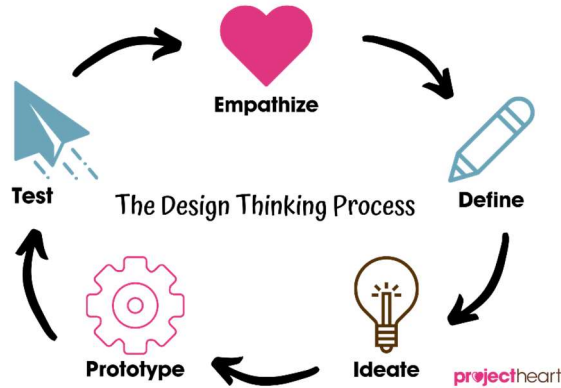 Empathize
Test
The Design Thinking Process
Define
Prototype
Ideate
projectheart